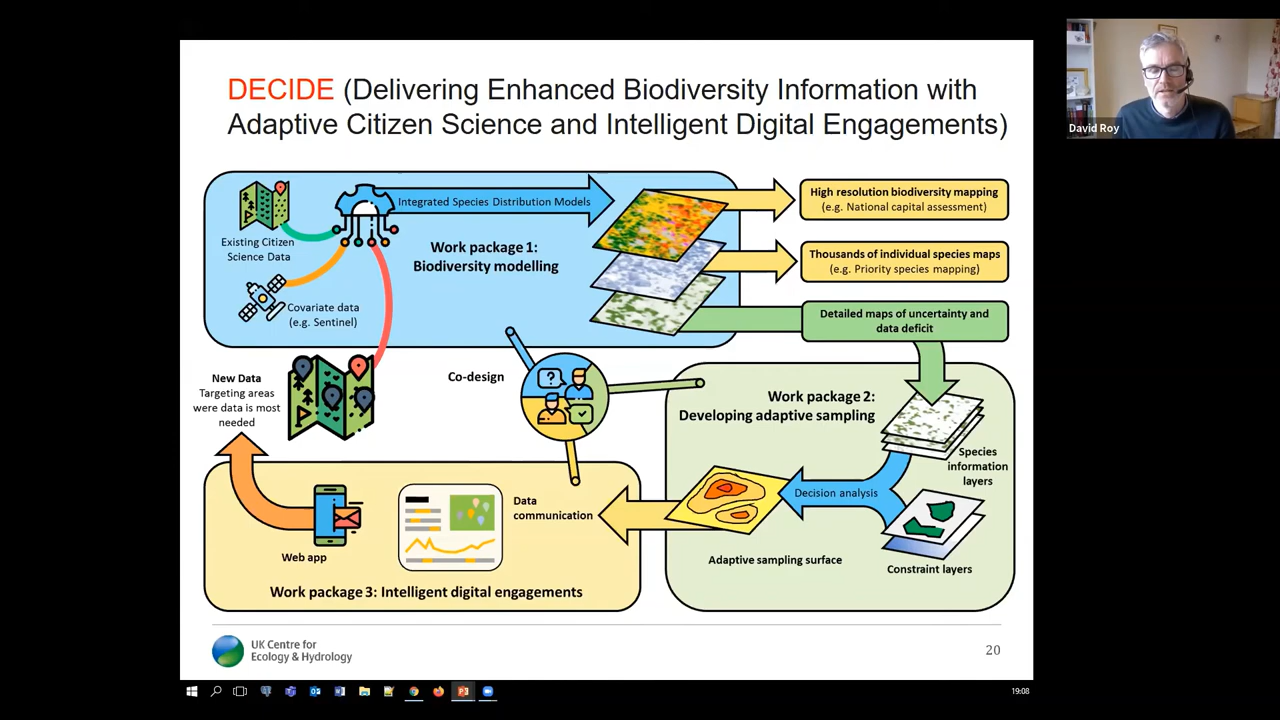 DECIDE (Delivering Enhanced Biodiversity Information with
Adaptive Citizen Science and Intelligent Digital Engagements)
David Roy
Existing Citizen
Science Data
Integrated Species Distribution Models
Work package 1:
Biodiversity modelling
Covariate data
(e.g. Sentinel)
High resolution biodiversity mapping
(e.g. National capital assessment)
Thousands of individual species maps
(e.g. Priority species mapping)
Detailed maps of uncertainty and
data deficit
New Data
Targeting areas
were data is most
needed
Co-design
Work package 2:
Developing adaptive sampling
Species
information
layers
Decision analysis
Adaptive sampling surface
Constraint layers
Data
communication
Web app
Work package 3: Intelligent digital engagements
UK Centre for
Ecology & Hydrology
20
19:08